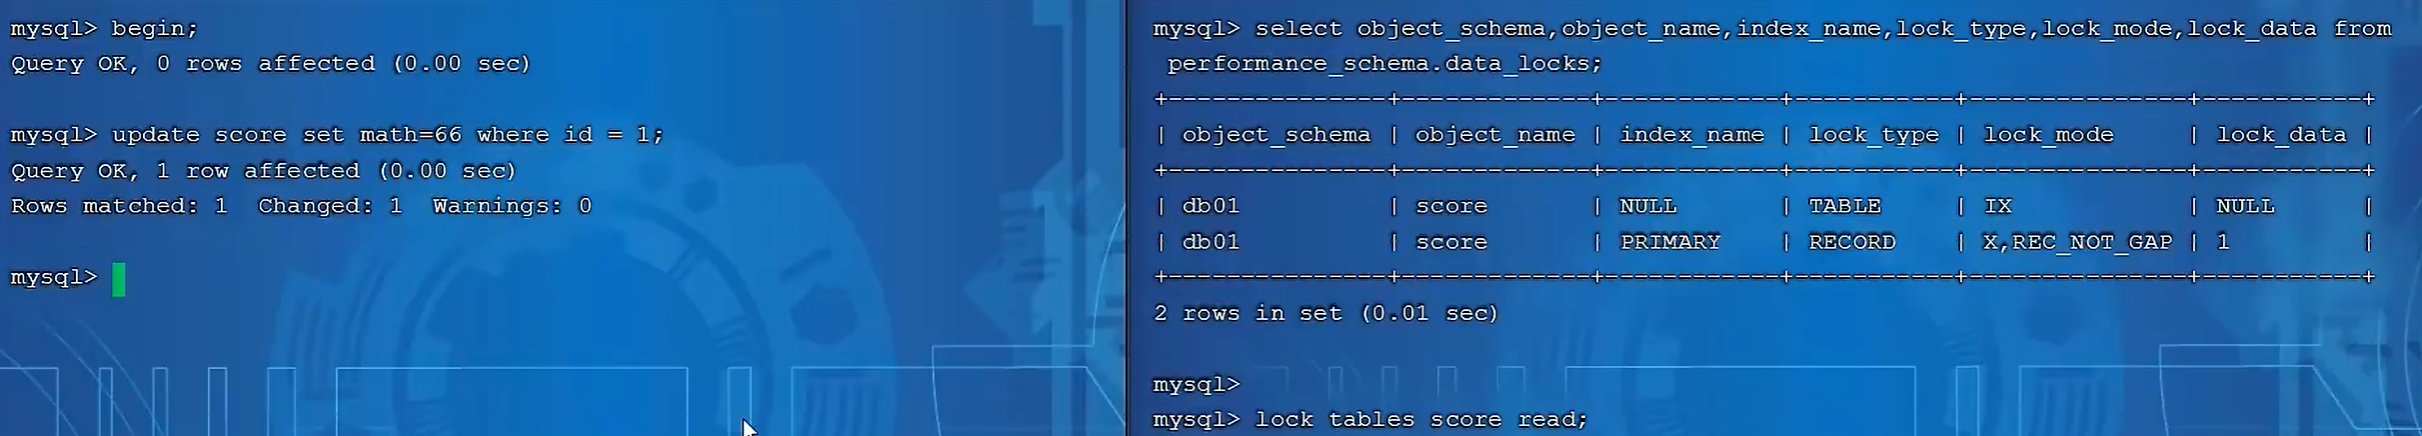 mysql> begin;
Query OK, 0 rows affected (0.00 sec)
mysql> update score set math=66 where id = 1;
Query OK, 1 row affected (0.00 sec)
Rows matched: 1  Changed: 1  Warnings: 0
mysql>
mysql> select object_schema,object_name,index_name,lock_type,lock_mode,lock_data from
 performance_schema.data_locks;
+---------------+-------------+------------+-----------+---------------+-----------+
| object_schema | object_name | index_name | lock_type | lock_mode     | lock_data |
+---------------+-------------+------------+-----------+---------------+-----------+
| db01          | score       | NULL       | TABLE     | IX            | NULL      |
| db01          | score       | PRIMARY    | RECORD    | X,REC_NOT_GAP | 1         |
+---------------+-------------+------------+-----------+---------------+-----------+
2 rows in set (0.01 sec)
mysql>
mysql> lock tables score read;